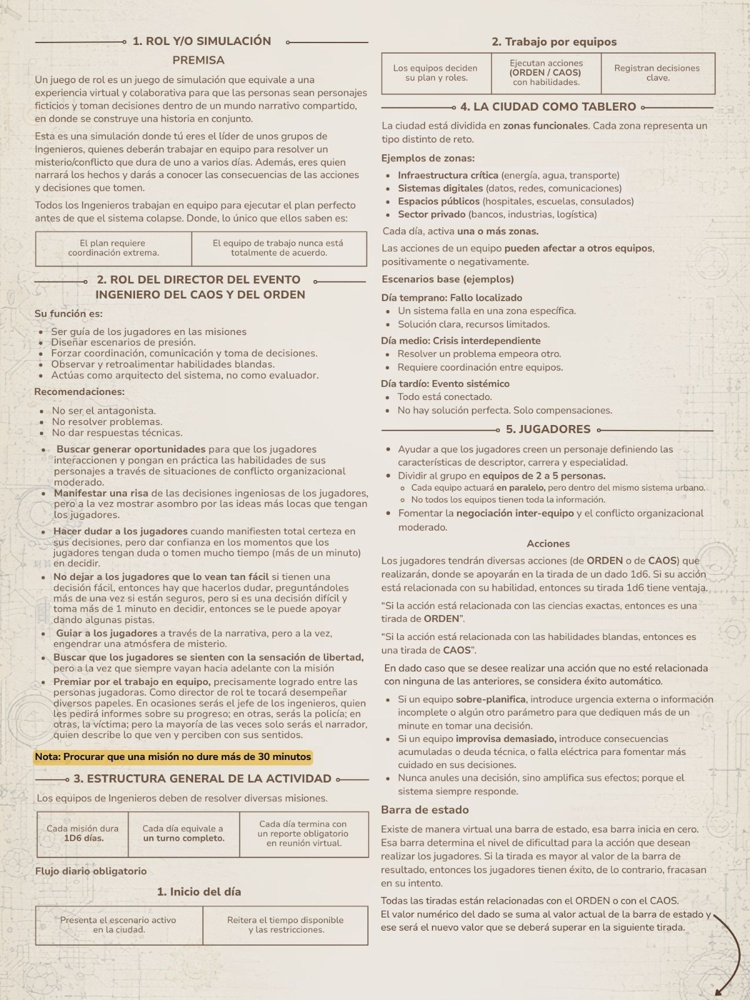 1. ROL Y/O SIMULACIÓN
PREMISA
Un juego de rol es un juego de simulación que equivale a una
experiencia virtual y colaborativa para que las personas sean personajes
ficticios y toman decisiones dentro de un mundo narrativo compartido,
en donde se construye una historia en conjunto.
Esta es una simulación donde tú eres el líder de unos grupos de
Ingenieros, quienes deberán trabajar en equipo para resolver un
misterio/conflicto que dura de uno a varios días. Además, eres quien
narrará los hechos y darás a conocer las consecuencias de las acciones
y decisiones que tomen.
Todos los Ingenieros trabajan en equipo para ejecutar el plan perfecto
antes de que el sistema colapse. Donde, lo único que ellos saben es:
El plan requiere
coordinación extrema.
El equipo de trabajo nunca está
totalmente de acuerdo.
2. ROL DEL DIRECTOR DEL EVENTO
INGENIERO DEL CAOS Y DEL ORDEN
Su función es:
• Ser guía de los jugadores en las misiones
• Diseñar escenarios de presión.
• Forzar coordinación, comunicación y toma de decisiones.
• Observar y retroalimentar habilidades blandas.
• Actúas como arquitecto del sistema, no como evaluador.
Recomendaciones:
• No ser el antagonista.
• No resolver problemas.
• No dar respuestas técnicas.
• Buscar generar oportunidades para que los jugadores
interaccionen y pongan en práctica las habilidades de sus
personajes a través de situaciones de conflicto organizacional
moderado.
• Manifestar una risa de las decisiones ingeniosas de los jugadores,
pero a la vez mostrar asombro por las ideas más locas que tengan
los jugadores.
• Hacer dudar a los jugadores cuando manifiesten total certeza en
sus decisiones, pero dar confianza en los momentos que los
jugadores tengan duda o tomen mucho tiempo (más de un minuto)
en decidir.
• No dejar a los jugadores que lo vean tan fácil si tienen una
decisión fácil, entonces hay que hacerlos dudar, preguntándoles
más de una vez si están seguros, pero si es una decisión difícil y
toma más de 1 minuto en decidir, entonces se le puede apoyar
dando algunas pistas.
• Guiar a los jugadores a través de la narrativa, pero a la vez,
engendrar una atmósfera de misterio.
• Buscar que los jugadores se sienten con la sensación de libertad,
pero a la vez que siempre vayan hacia adelante con la misión
• Premiar por el trabajo en equipo, precisamente logrado entre las
personas jugadoras. Como director de rol te tocará desempeñar
diversos papeles. En ocasiones serás el jefe de los ingenieros, quien
les pedirá informes sobre su progreso; en otras, serás la policía; en
otras, la víctima; pero la mayoría de las veces solo serás el narrador,
quien describe lo que ven y perciben con sus sentidos.
Nota: Procurar que una misión no dure más de 30 minutos
3. ESTRUCTURA GENERAL DE LA ACTIVIDAD
Los equipos de Ingenieros deben de resolver diversas misiones.
Cada misión dura
1D6 días.
Cada día equivale a
un turno completo.
Cada día termina con
un reporte obligatorio
en reunión virtual.
Flujo diario obligatorio
1. Inicio del día
Presenta el escenario activo
en la ciudad.
Reitera el tiempo disponible
y las restricciones.
2. Trabajo por equipos
Los equipos deciden
su plan y roles.
Ejecutan acciones
(ORDEN / CAOS)
con habilidades.
Registran decisiones
clave.
4. LA CIUDAD COMO TABLERO
La ciudad está dividida en zonas funcionales. Cada zona representa un
tipo distinto de reto.
Ejemplos de zonas:
• Infraestructura crítica (energía, agua, transporte)
• Sistemas digitales (datos, redes, comunicaciones)
• Espacios públicos (hospitales, escuelas, consulados)
• Sector privado (bancos, industrias, logística)
Cada día, activa una o más zonas.
Las acciones de un equipo pueden afectar a otros equipos,
positivamente o negativamente.
Escenarios base (ejemplos)
Día temprano: Fallo localizado
• Un sistema falla en una zona específica.
• Solución clara, recursos limitados.
Día medio: Crisis interdependiente
• Resolver un problema empeora otro.
• Requiere coordinación entre equipos.
Día tardío: Evento sistémico
• Todo está conectado.
• No hay solución perfecta. Solo compensaciones.
5. JUGADORES
• Ayudar a que los jugadores creen un personaje definiendo las
características de descriptor, carrera y especialidad.
• Dividir al grupo en equipos de 2 a 5 personas.
◦ Cada equipo actuará en paralelo, pero dentro del mismo sistema urbano.
◦ No todos los equipos tienen toda la información.
• Fomentar la negociación inter-equipo y el conflicto organizacional
moderado.
Acciones
Los jugadores tendrán diversas acciones (de ORDEN o de CAOS) que
realizarán, donde se apoyarán en la tirada de un dado 1d6. Si su acción
está relacionada con su habilidad, entonces su tirada 1d6 tiene ventaja.
“Si la acción está relacionada con las ciencias exactas, entonces es una
tirada de ORDEN”.
“Si la acción está relacionada con las habilidades blandas, entonces es
una tirada de CAOS”.
En dado caso que se desee realizar una acción que no esté relacionada
con ninguna de las anteriores, se considera éxito automático.
• Si un equipo sobre-planifica, introduce urgencia externa o información
incomplete o algún otro parámetro para que dediquen más de un
minute en tomar una decisión.
• Si un equipo improvisa demasiado, introduce consecuencias
acumuladas o deuda técnica, o falla eléctrica para fomentar más
cuidado en sus decisiones.
• Nunca anules una decisión, sino amplifica sus efectos; porque el
sistema siempre responde.
Barra de estado
Existe de manera virtual una barra de estado, esa barra inicia en cero.
Esa barra determina el nivel de dificultad para la acción que desean
realizar los jugadores. Si la tirada es mayor al valor de la barra de
resultado, entonces los jugadores tienen éxito, de lo contrario, fracasan
en su intento.
Todas las tiradas están relacionadas con el ORDEN o con el CAOS.
El valor numérico del dado se suma al valor actual de la barra de estado y
ese será el nuevo valor que se deberá superar en la siguiente tirada.